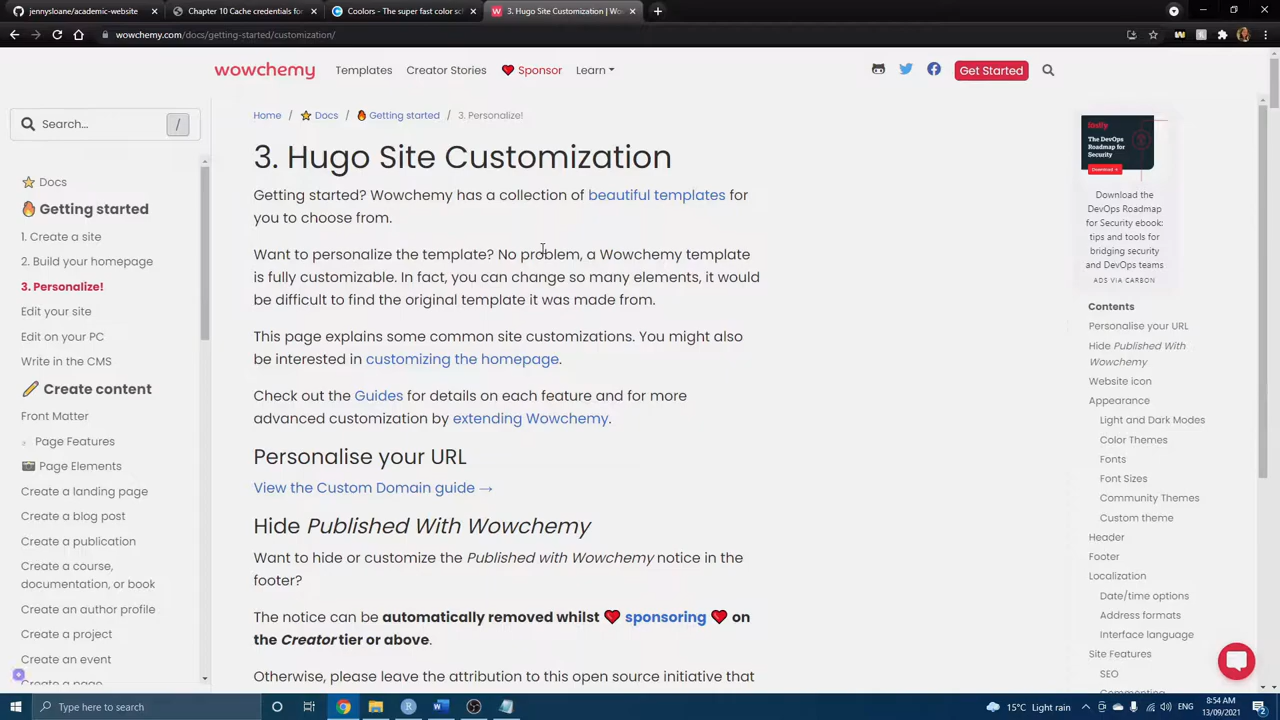 jennysloane/academic-website
Chapter 10 Cache credentials for
Coolors - The super fast color sc
3. Hugo Site Customization | Wow
wowchemy.com/docs/getting-started/customization/
wowchemy
Templates
Creator Stories
Sponsor
Learn
Get Started
Search...
/
Home / Docs / Getting started / 3. Personalize!
Docs
Getting started
1. Create a site
2. Build your homepage
3. Personalize!
Edit your site
Edit on your PC
Write in the CMS
Create content
Front Matter
Page Features
Page Elements
Create a landing page
Create a blog post
Create a publication
Create a course,
documentation, or book
Create an author profile
Create a project
Create an event
Create a page
3. Hugo Site Customization
Getting started? Wowchemy has a collection of beautiful templates for
you to choose from.
Want to personalize the template? No problem, a Wowchemy template
is fully customizable. In fact, you can change so many elements, it would
be difficult to find the original template it was made from.
This page explains some common site customizations. You might also
be interested in customizing the homepage.
Check out the Guides for details on each feature and for more
advanced customization by extending Wowchemy.
Personalise your URL
View the Custom Domain guide →
Hide Published With Wowchemy
Want to hide or customize the Published with Wowchemy notice in the
footer?
The notice can be automatically removed whilst ❤️ sponsoring ❤️ on
the Creator tier or above.
Otherwise, please leave the attribution to this open source initiative that
The DevOps
Roadmap for
Security
Download the
DevOps Roadmap
for Security ebook:
tips and tools for
bridging security
and DevOps teams
ADS VIA CARBON
Contents
Personalise your URL
Hide Published With
Wowchemy
Website icon
Appearance
Light and Dark Modes
Color Themes
Fonts
Font Sizes
Community Themes
Custom theme
Header
Footer
Localization
Date/time options
Address formats
Interface language
Site Features
SEO
Commenting
Type here to search
15°C Light rain
8:54 AM
13/09/2021
2